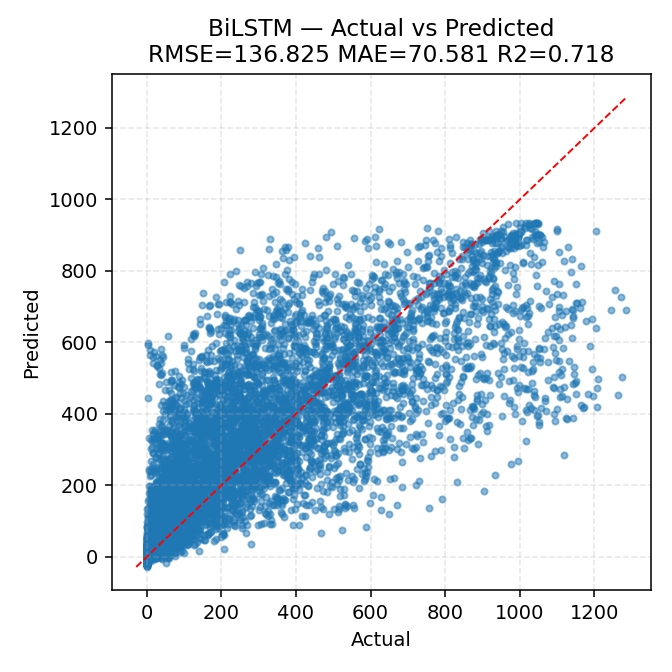 BiLSTM — Actual vs Predicted
RMSE=136.825 MAE=70.581 R2=0.718
1200
1000
800
600
400
200
0
Predicted
0 200 400 600 800 1000 1200
Actual